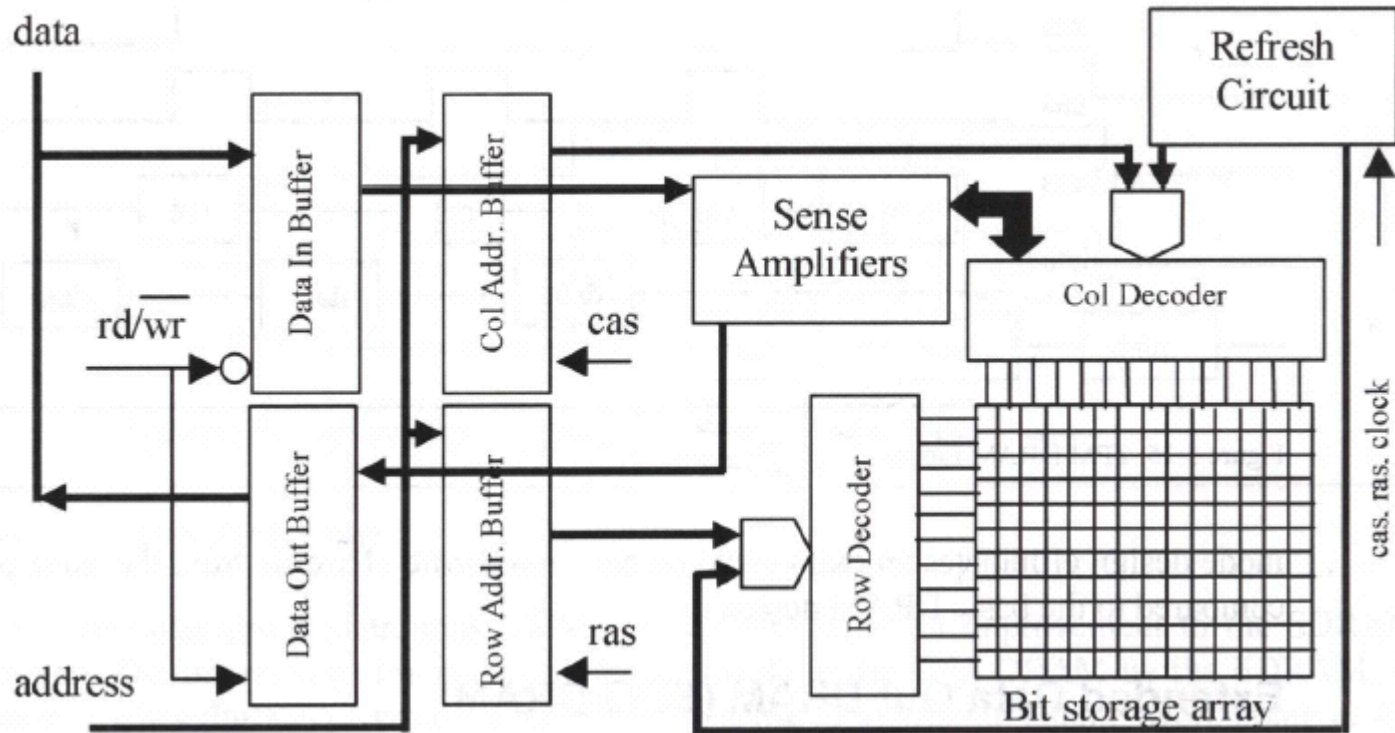 data
Refresh
Circuit
Data In Buffer
Col Addr. Buffer
Sense
Amplifiers
Col Decoder
rd/wr
cas
cas. ras. clock
Data Out Buffer
Row Addr. Buffer
Row Decoder
ras
address
Bit storage array